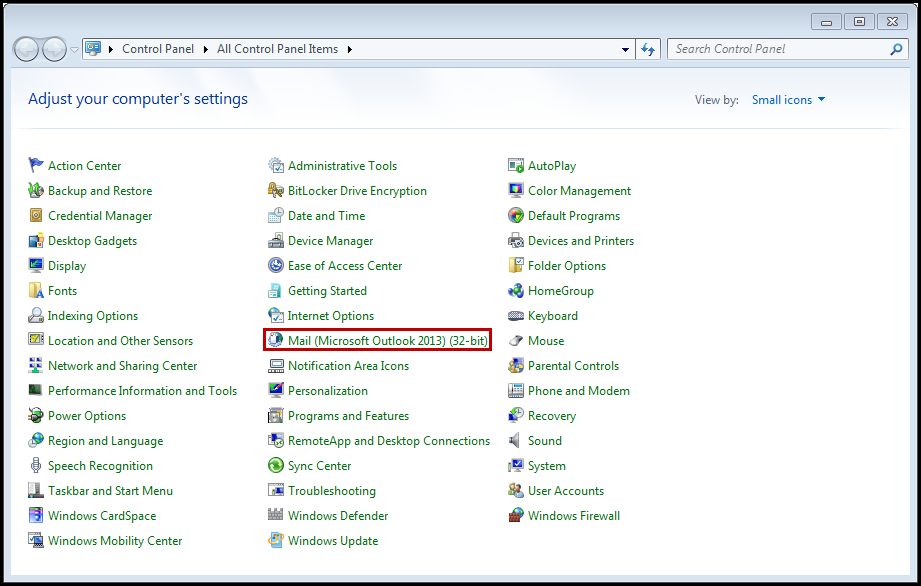 Control Panel All Control Panel Items Search Control Panel
Adjust your computer's settings View by: Small icons
Action Center Administrative Tools AutoPlay
Backup and Restore BitLocker Drive Encryption Color Management
Credential Manager Date and Time Default Programs
Desktop Gadgets Device Manager Devices and Printers
Display Ease of Access Center Folder Options
Fonts Getting Started HomeGroup
Indexing Options Internet Options Keyboard
Location and Other Sensors Mail (Microsoft Outlook 2013) (32-bit) Mouse
Network and Sharing Center Notification Area Icons Parental Controls
Performance Information and Tools Personalization Phone and Modem
Power Options Programs and Features Recovery
Region and Language RemoteApp and Desktop Connections Sound
Speech Recognition Sync Center System
Taskbar and Start Menu Troubleshooting User Accounts
Windows CardSpace Windows Defender Windows Firewall
Windows Mobility Center Windows Update